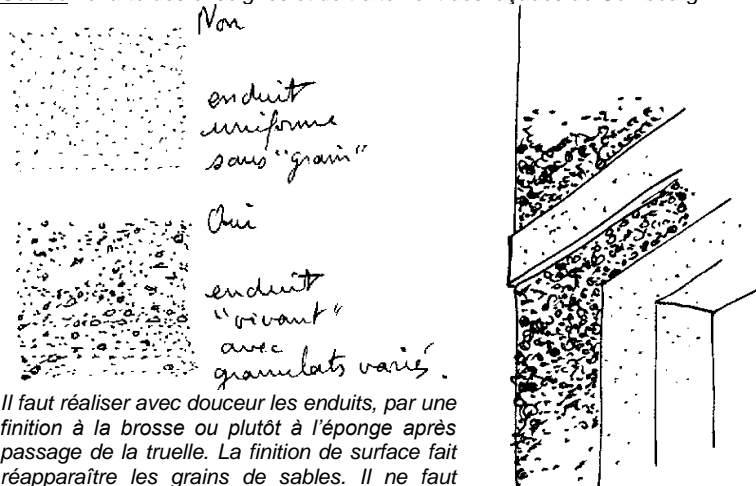 Non
enduit
uniforme
sans "grain"
Oui
enduit
"vivant"
avec
granulats variés.
Il faut réaliser avec douceur les enduits, par une
finition à la brosse ou plutôt à l'éponge après
passage de la truelle. La finition de surface fait
réapparaître les grains de sables. Il ne faut